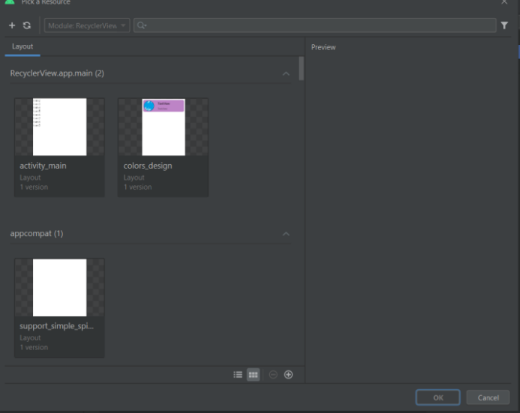 Pick a Resource
Module: RecyclerView
Layout
Preview
RecyclerView.app.main (2)
activity_main
Layout
1 version
colors_design
Layout
1 version
appcompat (1)
support_simple_spi...
Layout
1 version
OK
Cancel